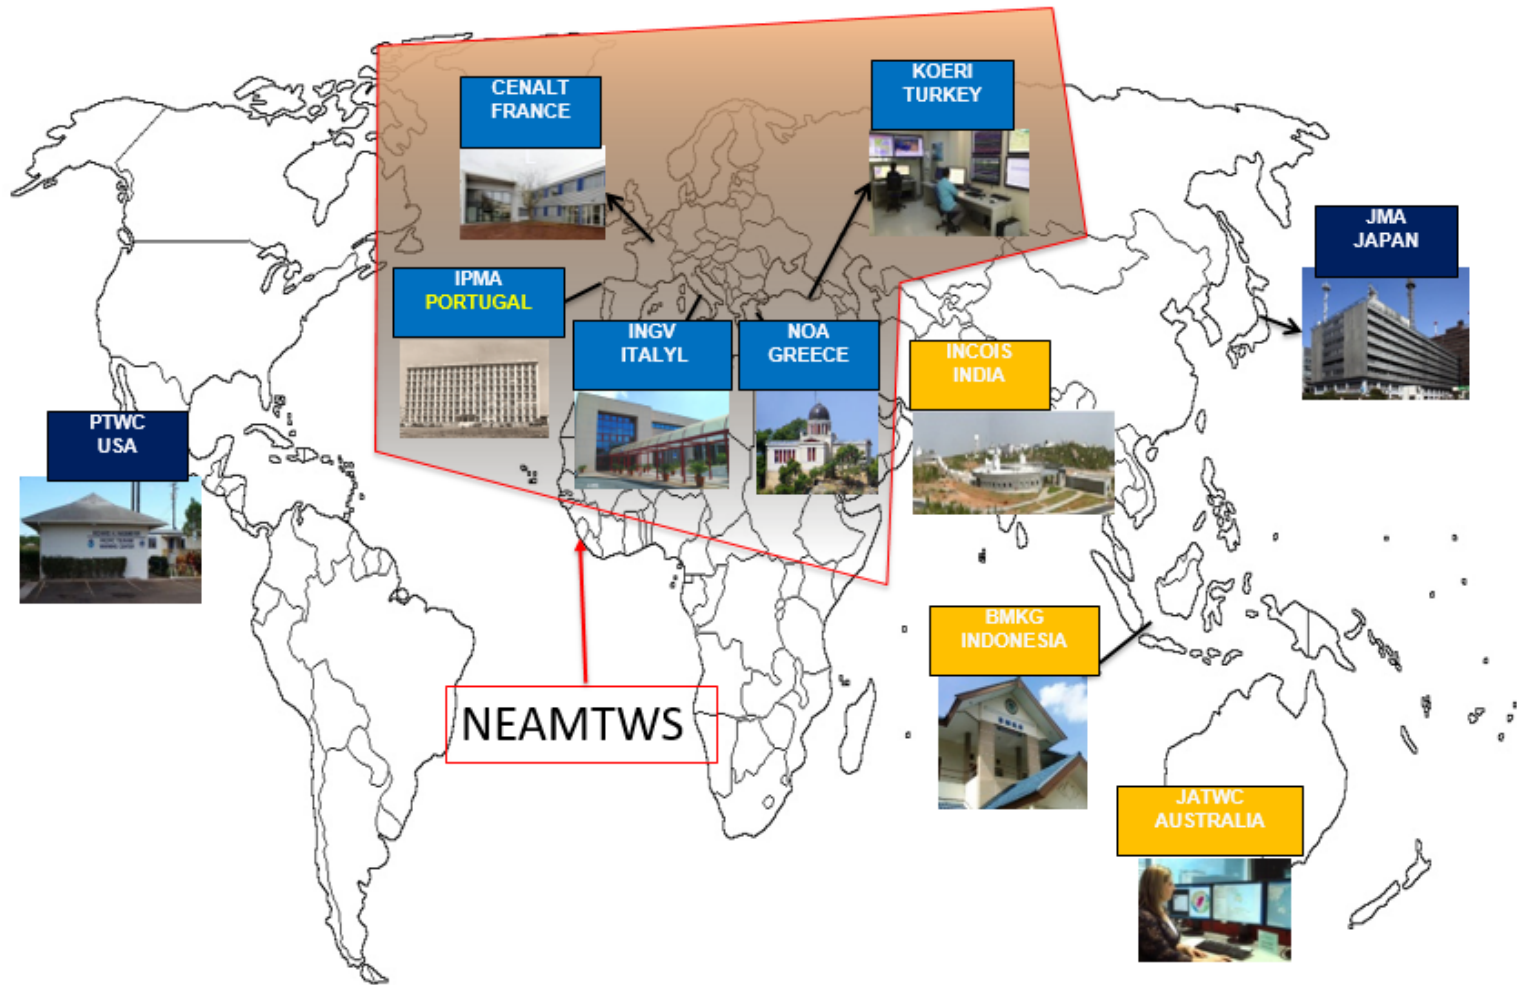 CENALT
FRANCE
KOERI
TURKEY
JMA
JAPAN
IPMA
PORTUGAL
INGV
ITALYL
NOA
GREECE
INCOIS
INDIA
PTWC
USA
BMKG
INDONESIA
NEAMTWS
JATWC
AUSTRALIA